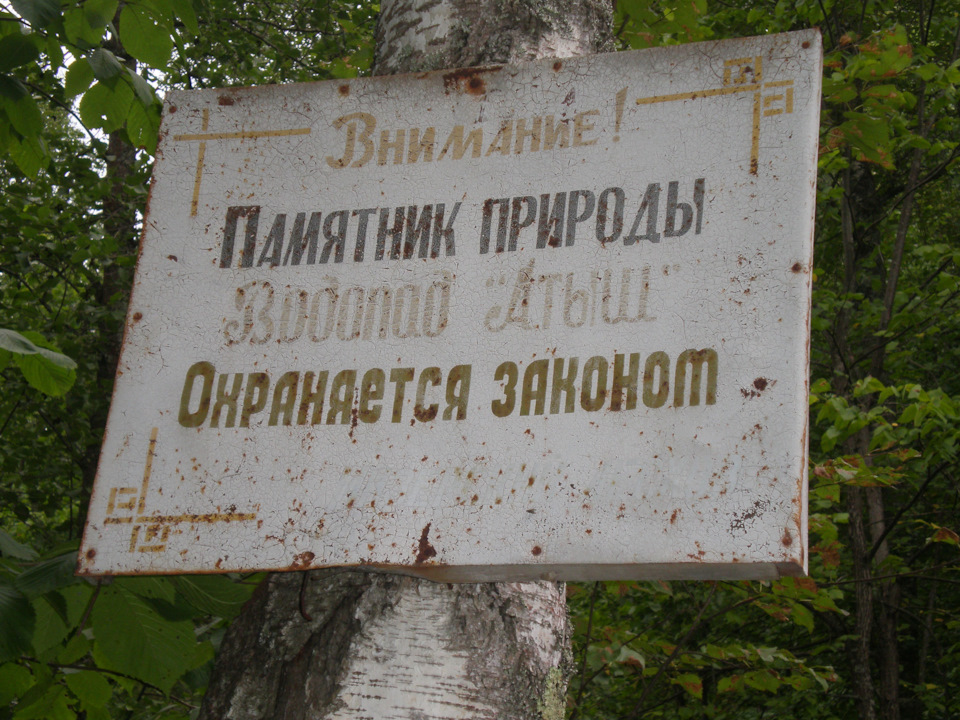 Внимание!
Памятник природы
Водопад "Атыш"
Охраняется законом